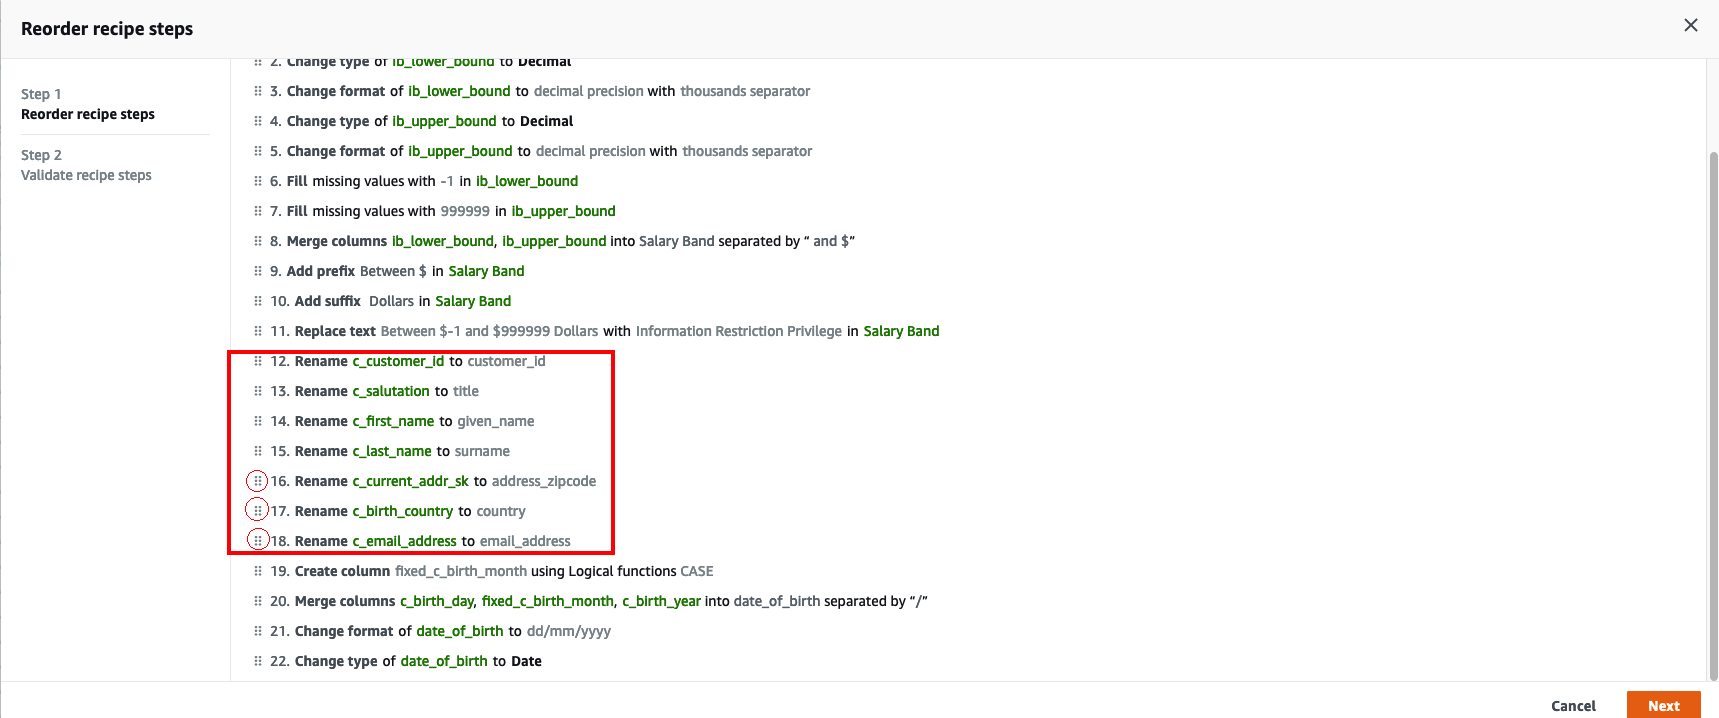 Reorder recipe steps
Step 1
Reorder recipe steps
Step 2
Validate recipe steps
2. Change type of ib_lower_bound to Decimal
3. Change format of ib_lower_bound to decimal precision with thousands separator
4. Change type of ib_upper_bound to Decimal
5. Change format of ib_upper_bound to decimal precision with thousands separator
6. Fill missing values with -1 in ib_lower_bound
7. Fill missing values with 999999 in ib_upper_bound
8. Merge columns ib_lower_bound, ib_upper_bound into Salary Band separated by “ and $”
9. Add prefix Between $ in Salary Band
10. Add suffix Dollars in Salary Band
11. Replace text Between $-1 and $999999 Dollars with Information Restriction Privilege in Salary Band
12. Rename c_customer_id to customer_id
13. Rename c_salutation to title
14. Rename c_first_name to given_name
15. Rename c_last_name to surname
16. Rename c_current_addr_sk to address_zipcode
17. Rename c_birth_country to country
18. Rename c_email_address to email_address
19. Create column fixed_c_birth_month using Logical functions CASE
20. Merge columns c_birth_day, fixed_c_birth_month, c_birth_year into date_of_birth separated by “/”
21. Change format of date_of_birth to dd/mm/yyyy
22. Change type of date_of_birth to Date
Cancel
Next